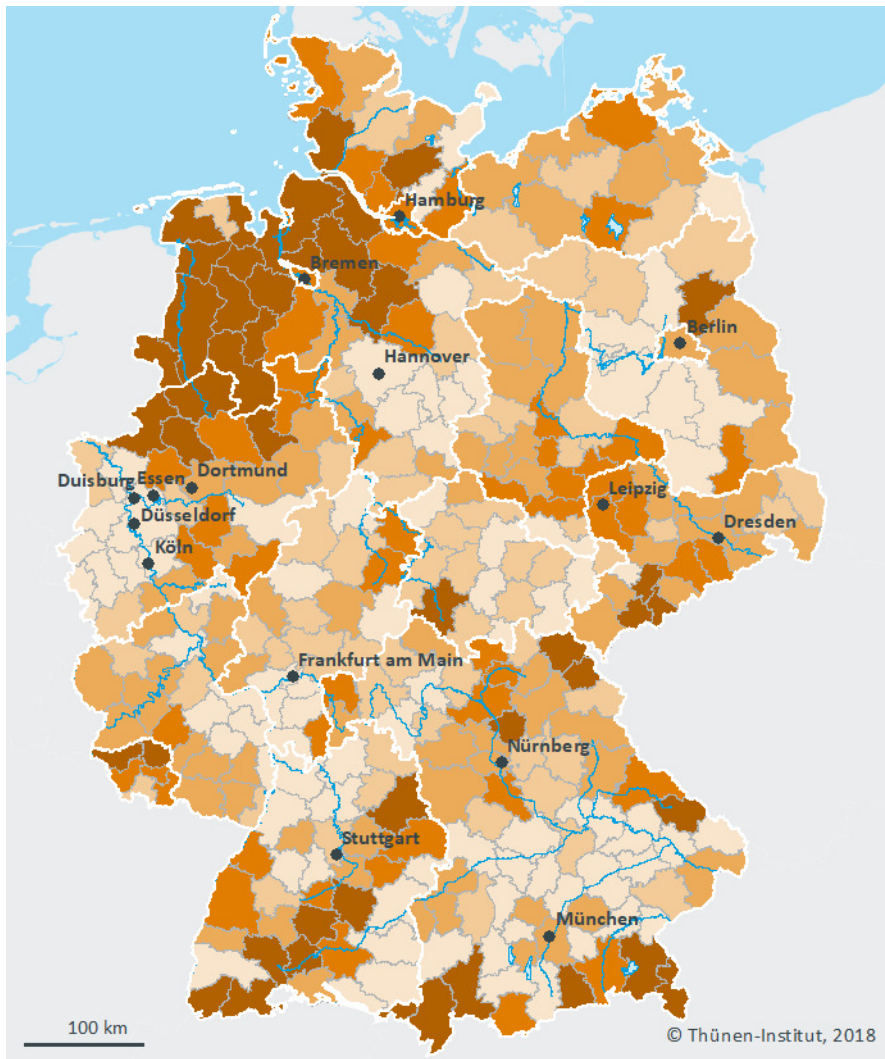 Hamburg
Bremen
Berlin
Hannover
Dortmund
Duisburg Essen
Leipzig
Düsseldorf
Dresden
Köln
Frankfurt am Main
Nürnberg
Stuttgart
München
100 km
© Thünen-Institut, 2018